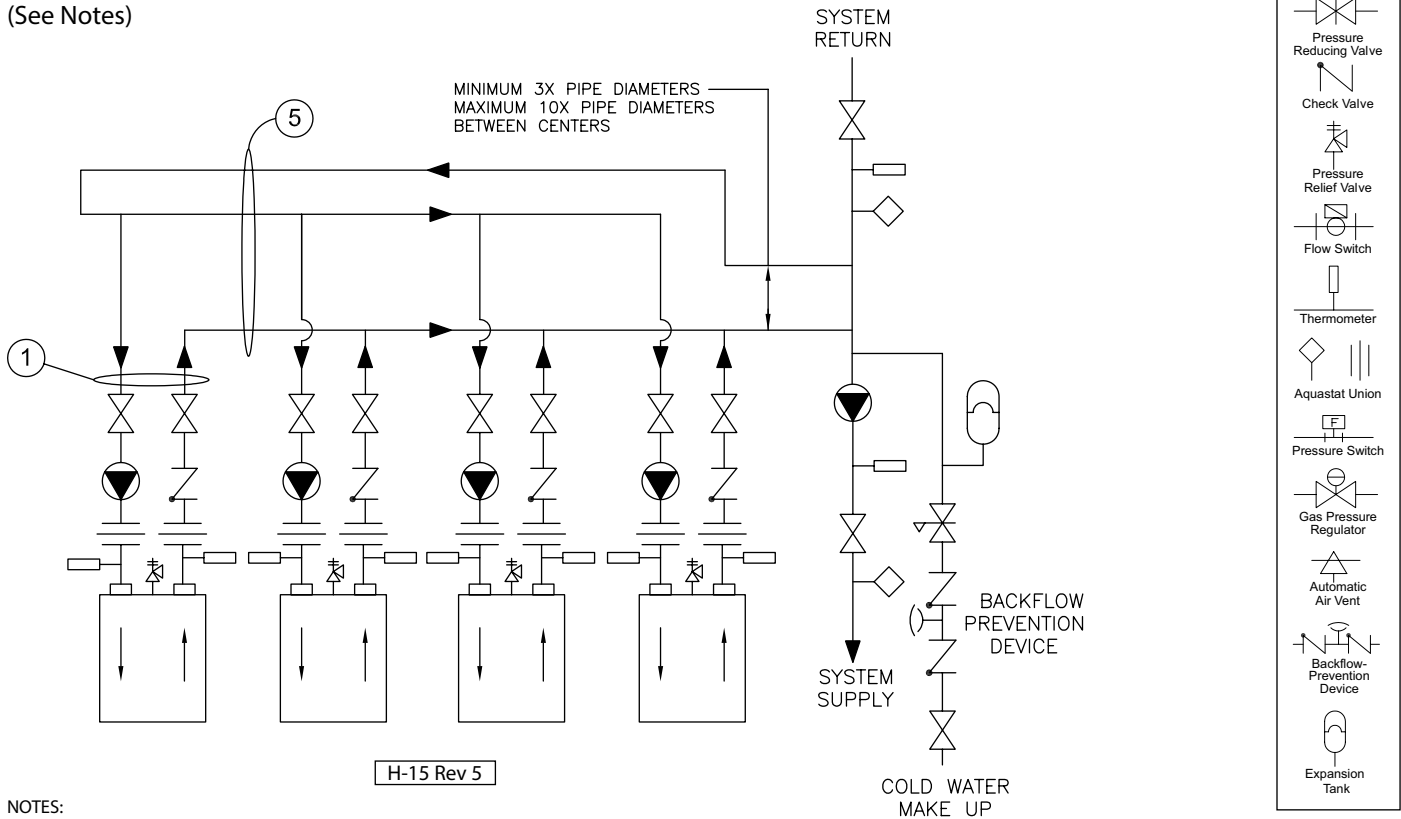 (See Notes)
SYSTEM
RETURN
MINIMUM 3X PIPE DIAMETERS
MAXIMUM 10X PIPE DIAMETERS
BETWEEN CENTERS
5
1
BACKFLOW
PREVENTION
DEVICE
SYSTEM
SUPPLY
COLD WATER
MAKE UP
H-15 Rev 5
NOTES:
Pressure
Reducing Valve
Check Valve
Pressure
Relief Valve
Flow Switch
Thermometer
Aquastat Union
F
Pressure Switch
Gas Pressure
Regulator
Automatic
Air Vent
Backflow-
Prevention
Device
Expansion
Tank